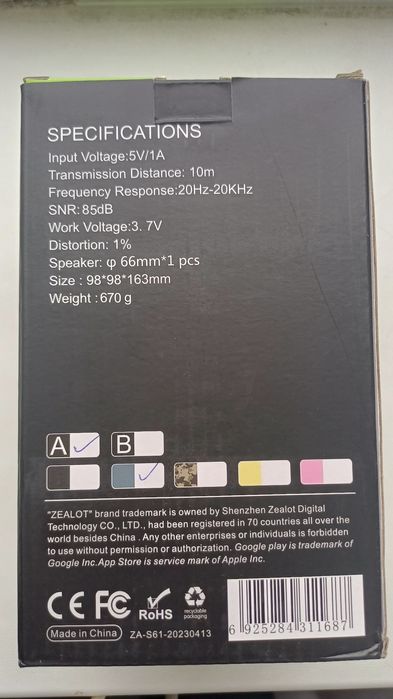 SPECIFICATIONS
Input Voltage:5V/1A
Transmission Distance: 10m
Frequency Response:20Hz-20KHz
SNR:85dB
Work Voltage:3. 7V
Distortion: 1%
Speaker: φ 66mm*1 pcs
Size : 98*98*163mm
Weight :670 g
A B
"ZEALOT" brand trademark is owned by Shenzhen Zealot Digital
Technology CO., LTD., had been registered in 70 countries all over the
world besides China . Any other enterprises or individuals is forbidden
to use without permission or authorization. Google play is trademark of
Google Inc.App Store is service mark of Apple Inc.
CE FC RoHS recyclable
packaging
Made in China ZA-S61-20230413
6 925284 311687